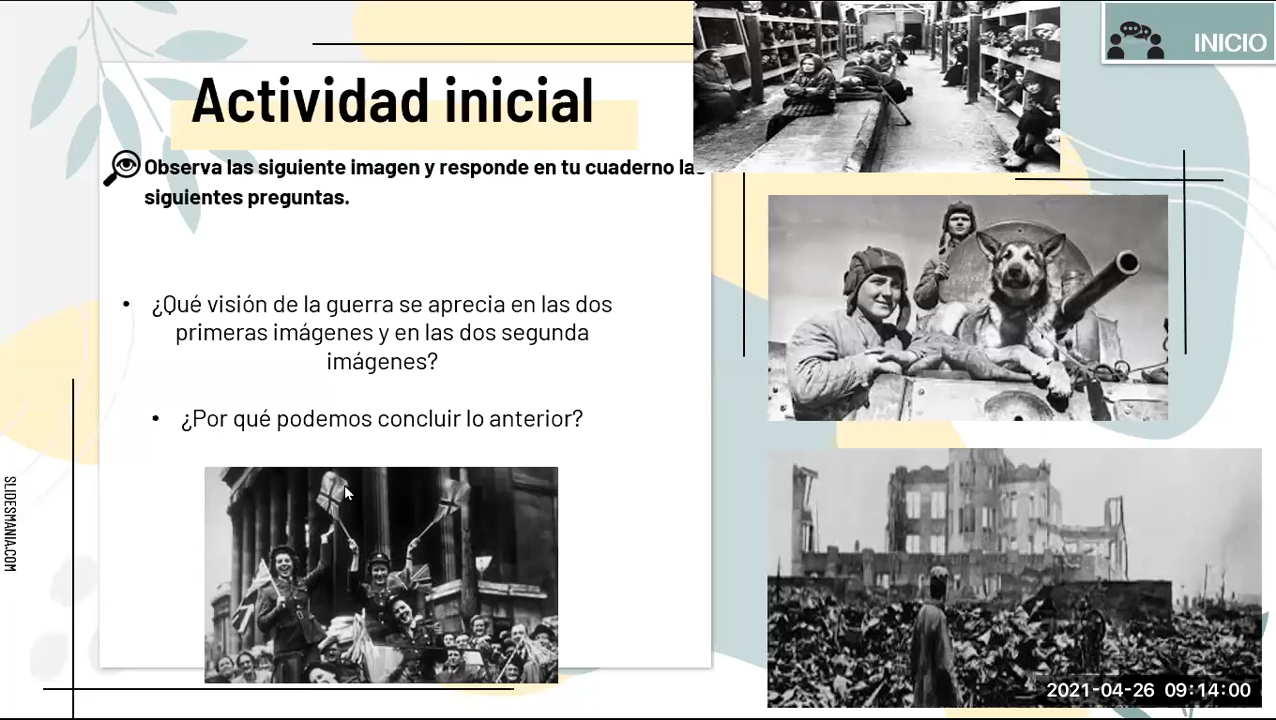 INICIO
Actividad inicial
Observa las siguiente imagen y responde en tu cuaderno las
siguientes preguntas.
• ¿Qué visión de la guerra se aprecia en las dos
primeras imágenes y en las dos segunda
imágenes?
• ¿Por qué podemos concluir lo anterior?
SLIDESMANIA.COM
2021-04-26 09:14:00